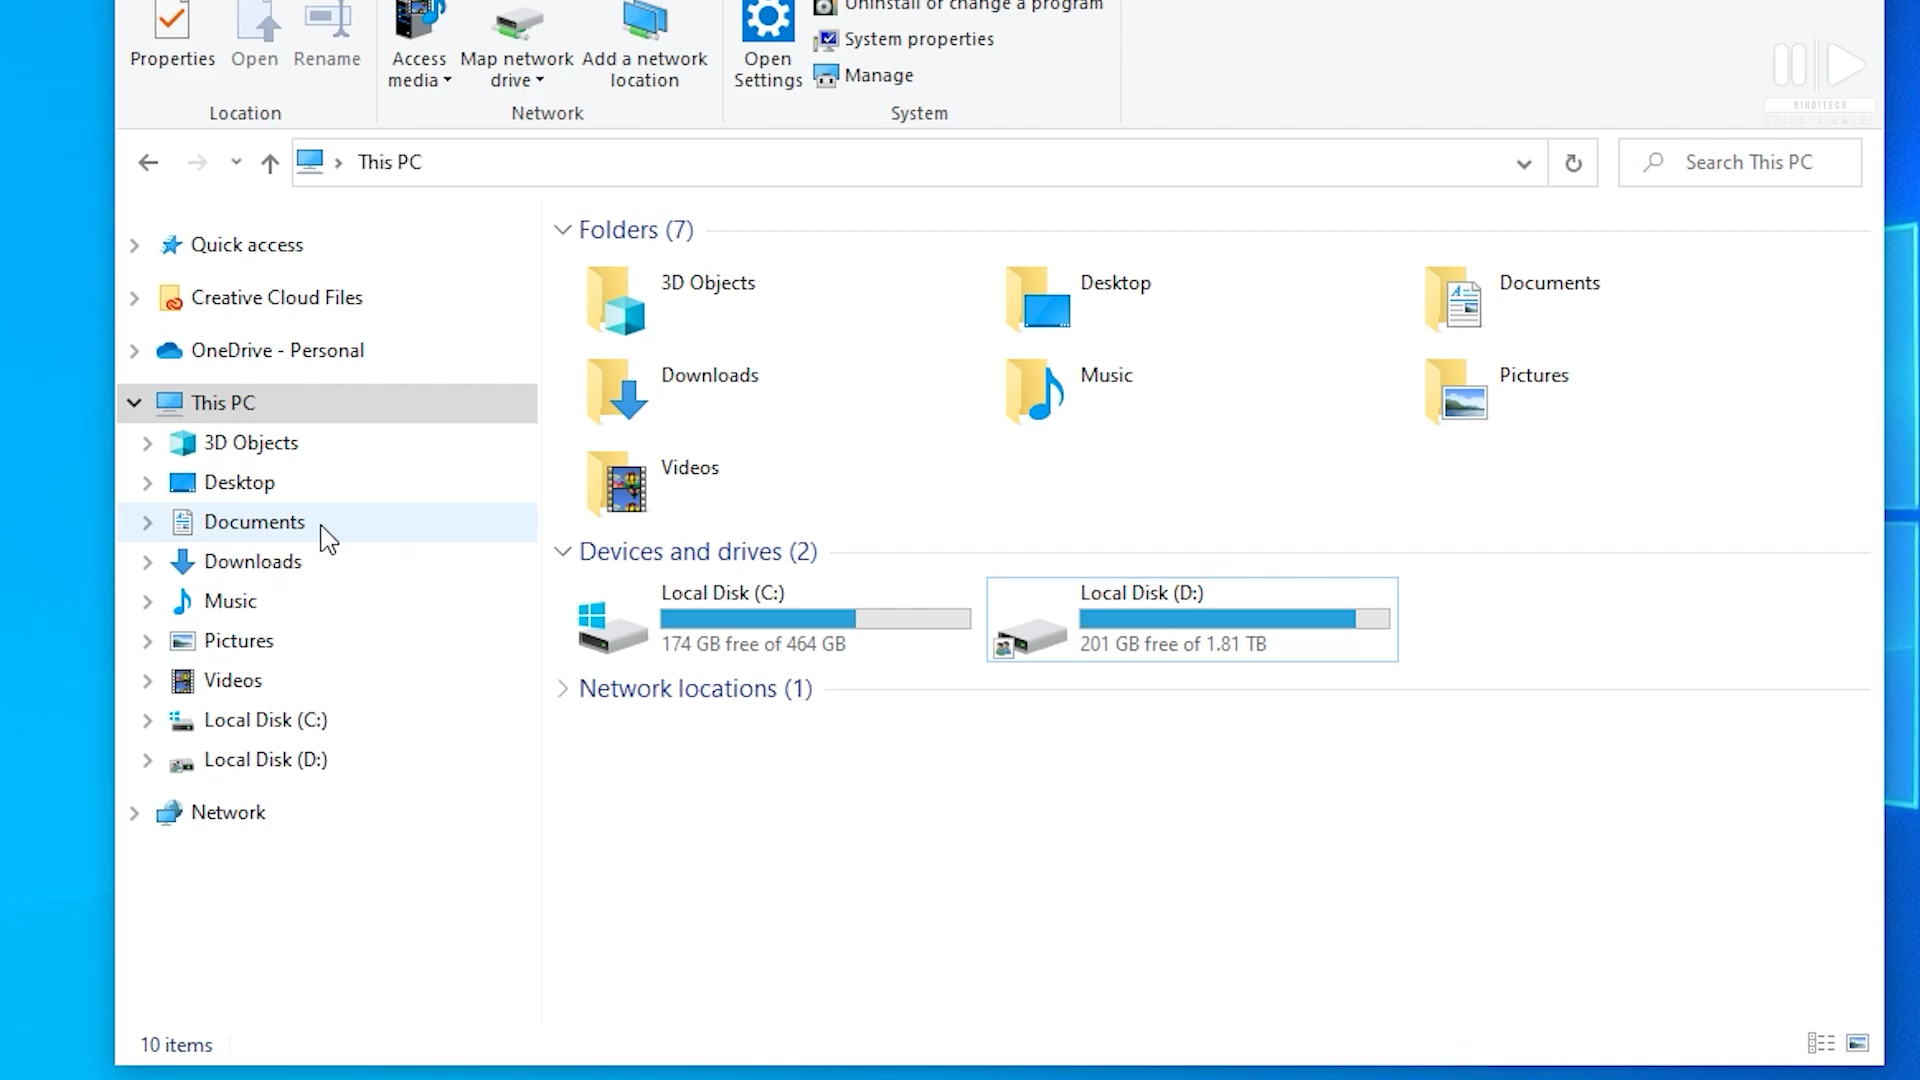 Uninstall or change a program
Properties
Open
Rename
Access media
Map network drive
Add a network location
Open Settings
System properties
Manage
Location
Network
System
RINDITECH
This PC
Search This PC
Quick access
Creative Cloud Files
OneDrive - Personal
This PC
3D Objects
Desktop
Documents
Downloads
Music
Pictures
Videos
Local Disk (C:)
Local Disk (D:)
Network
Folders (7)
3D Objects
Desktop
Documents
Downloads
Music
Pictures
Videos
Devices and drives (2)
Local Disk (C:)
174 GB free of 464 GB
Local Disk (D:)
201 GB free of 1.81 TB
Network locations (1)
10 items